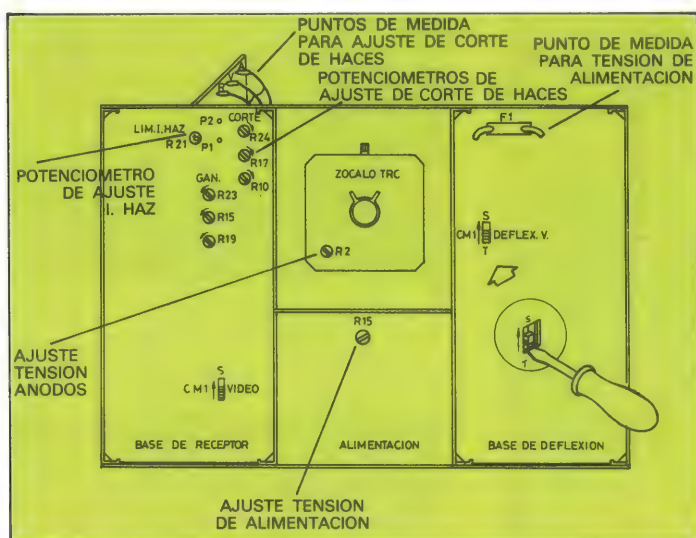 PUNTOS DE MEDIDA
PARA AJUSTE DE CORTE
DE HACES
PUNTO DE MEDIDA
PARA TENSION DE
ALIMENTACION
POTENCIOMETROS DE
AJUSTE DE CORTE DE HACES
LIM.I.HAZ
P2
CORTE
R21
P1
R24
R17
R10
POTENCIOMETRO
DE AJUSTE
I. HAZ
GAN.
R23
R15
R19
ZOCALO TRC
R2
F1
S
CM1 DEFLEX.V.
T
S
T
AJUSTE
TENSION
ANODOS
R15
S
CM1 VIDEO
T
BASE DE RECEPTOR
ALIMENTACION
BASE DE DEFLEXION
AJUSTE TENSION
DE ALIMENTACION